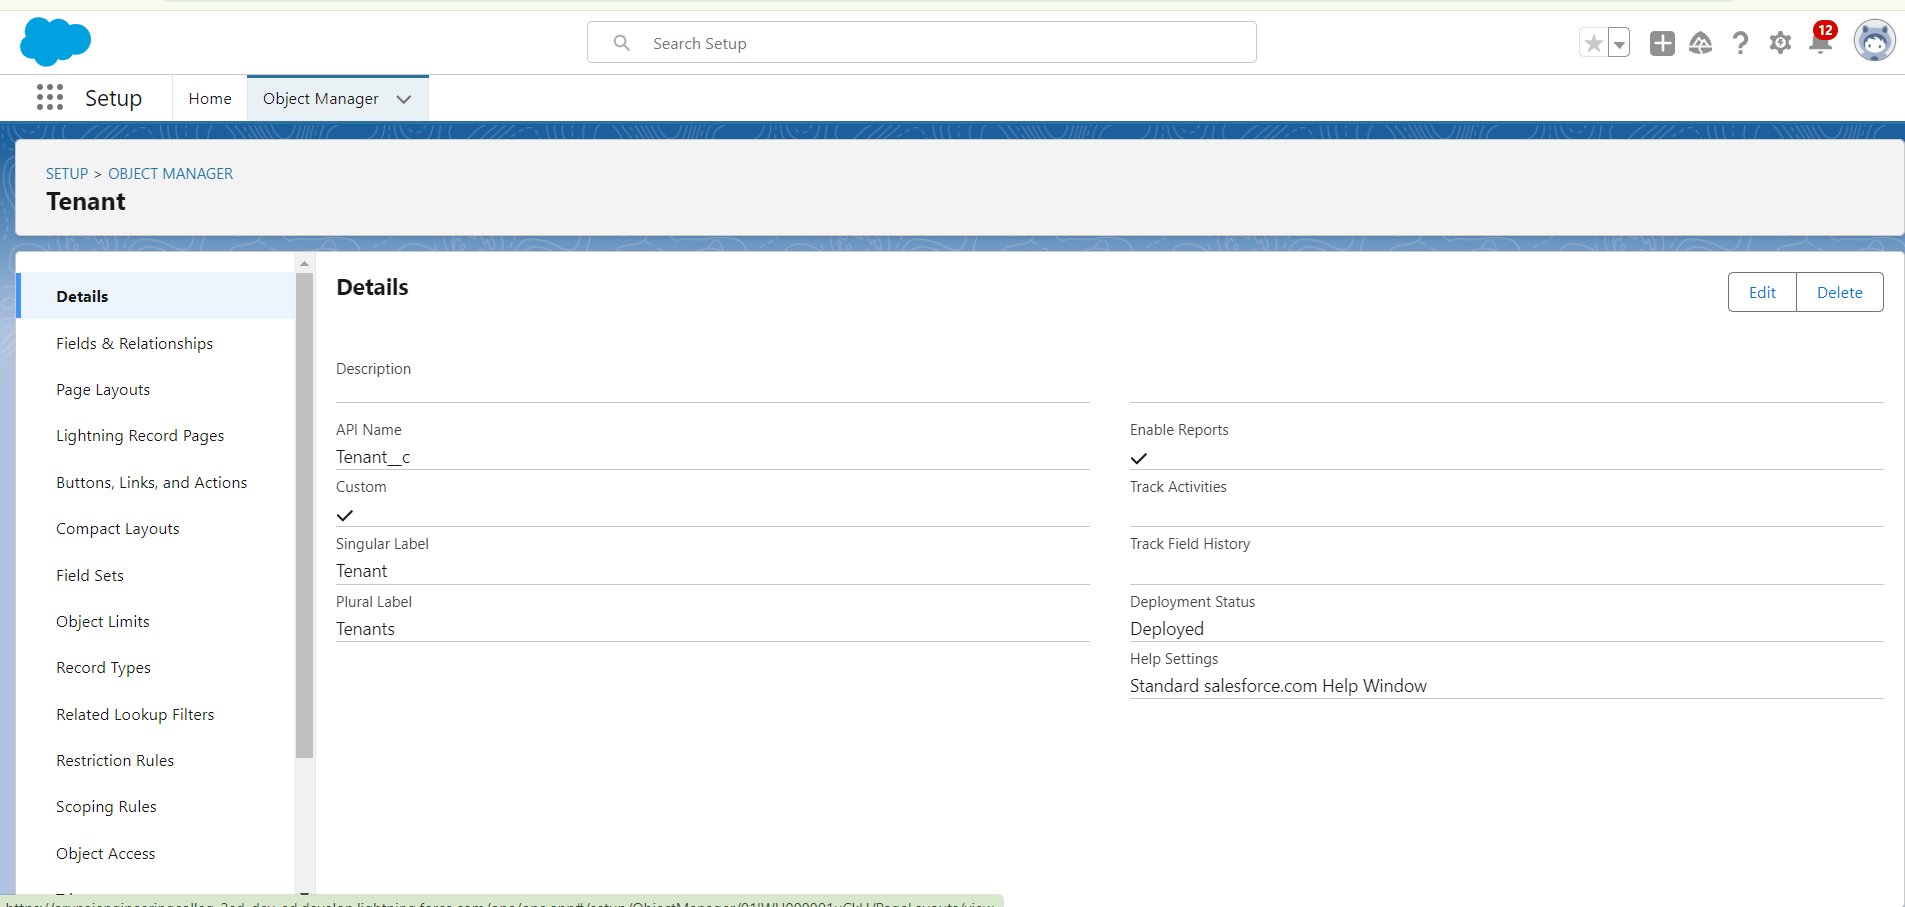 Search Setup
12
Setup
Home
Object Manager
SETUP > OBJECT MANAGER
Tenant
Details
Fields & Relationships
Page Layouts
Lightning Record Pages
Buttons, Links, and Actions
Compact Layouts
Field Sets
Object Limits
Record Types
Related Lookup Filters
Restriction Rules
Scoping Rules
Object Access
Details
Edit
Delete
Description
API Name
Tenant__c
Custom
Singular Label
Tenant
Plural Label
Tenants
Enable Reports
Track Activities
Track Field History
Deployment Status
Deployed
Help Settings
Standard salesforce.com Help Window